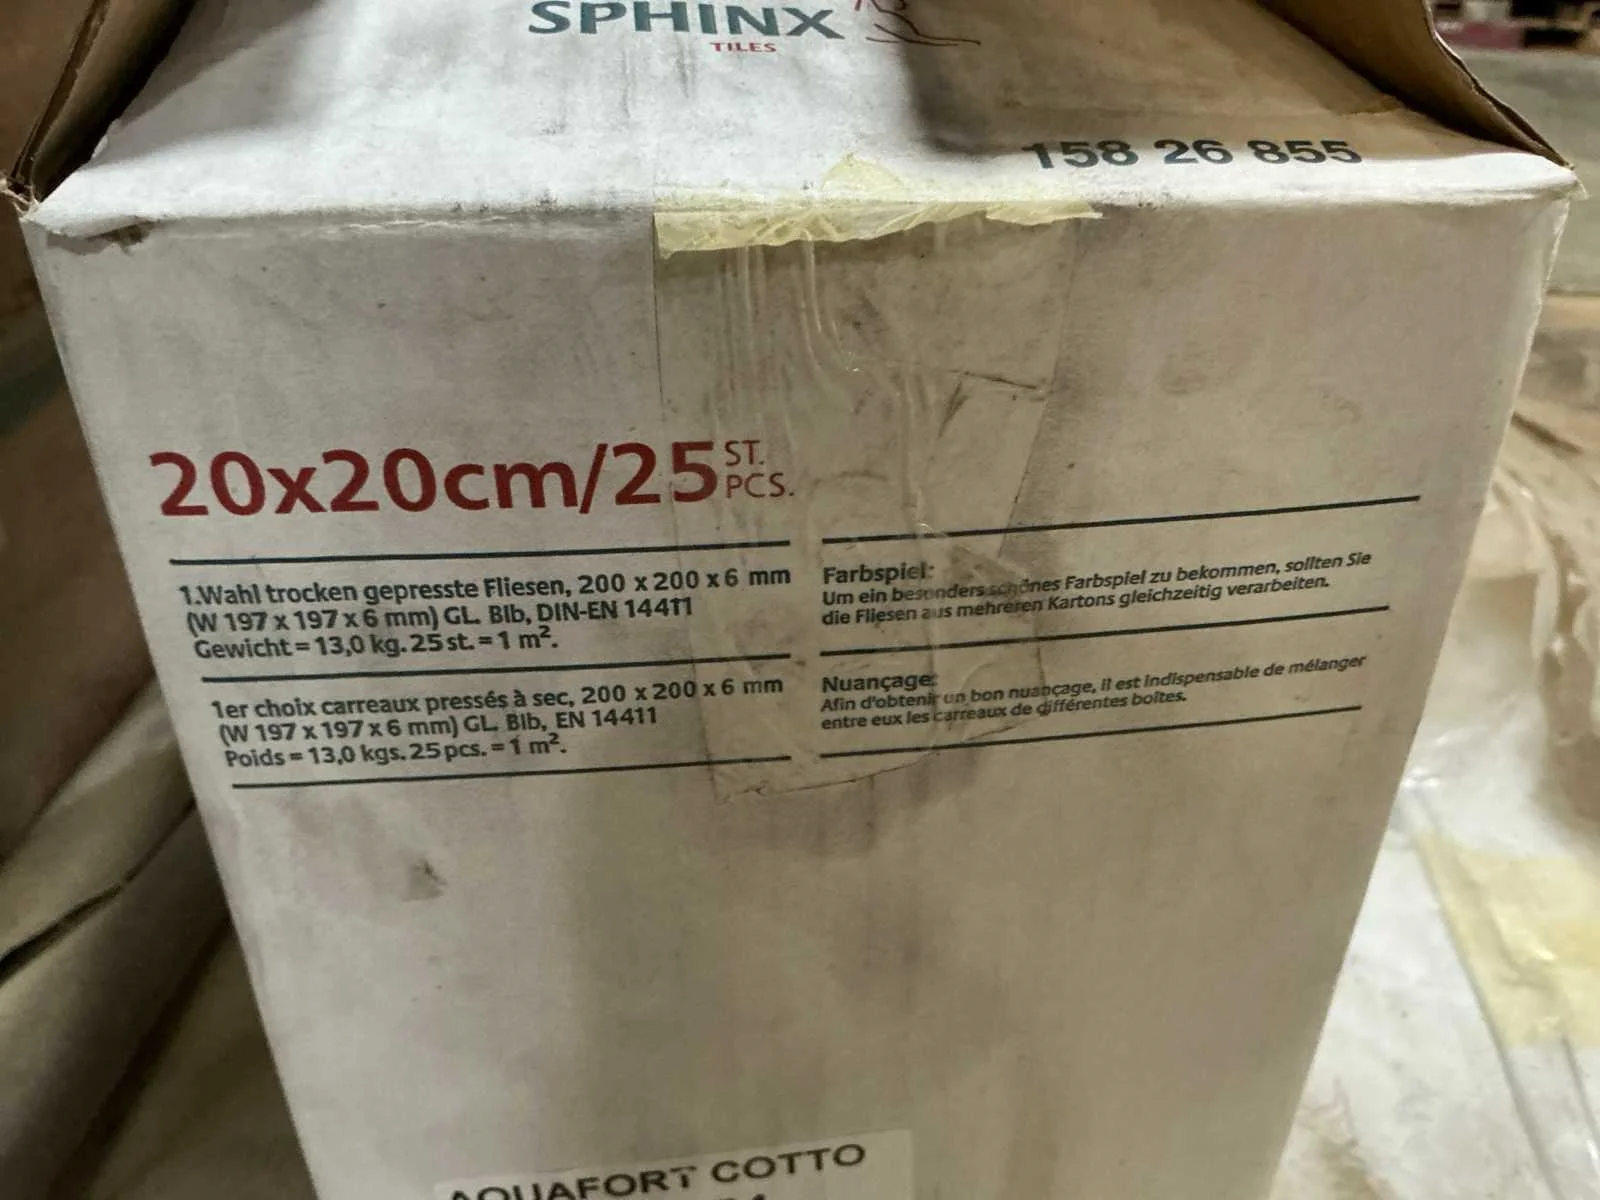 SPHINX
TILES
158 26 855
20x20cm/25 ST. PCS.
1.Wahl trocken gepresste Fliesen, 200 x 200 x 6 mm
(W 197 x 197 x 6 mm) GL. BIb, DIN-EN 14411
Gewicht = 13,0 kg. 25 st. = 1 m².
1er choix carreaux pressés à sec, 200 x 200 x 6 mm
(W 197 x 197 x 6 mm) GL. BIb, EN 14411
Poids = 13,0 kgs. 25 pcs. = 1 m².
Farbspiel:
Um ein besonders schönes Farbspiel zu bekommen, sollten Sie
die Fliesen aus mehreren Kartons gleichzeitig verarbeiten.
Nuançage:
Afin d'obtenir un bon nuançage, il est indispensable de mélanger
entre eux les carreaux de différentes boîtes.
AQUAFORT COTTO